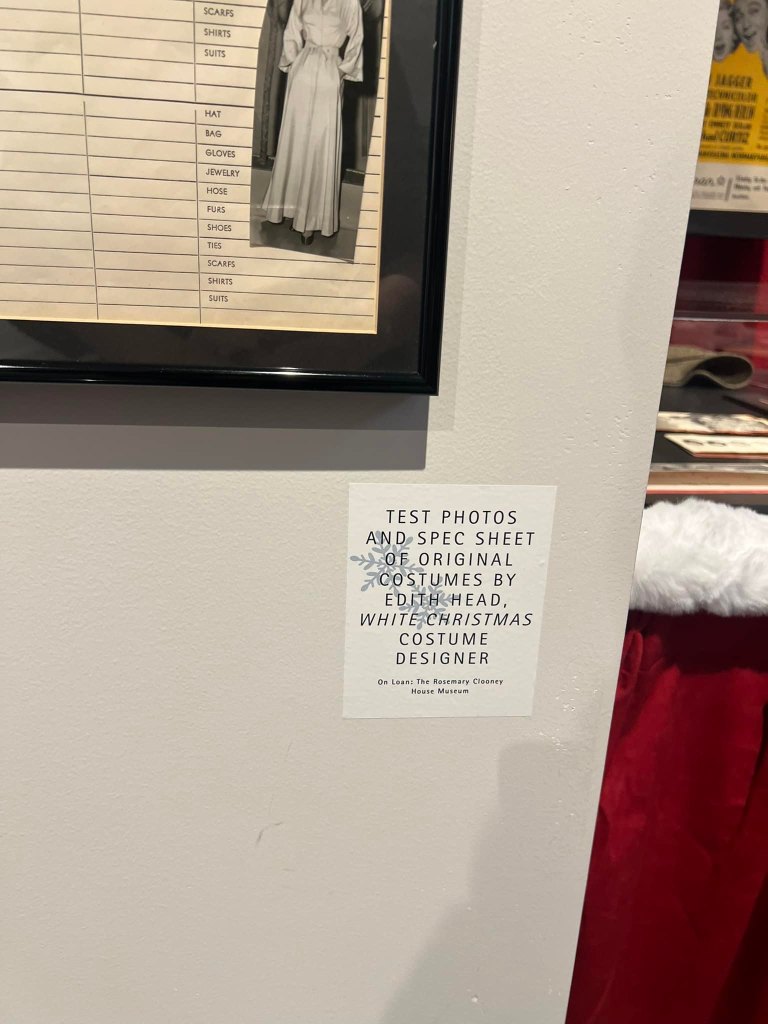 SCARFS
SHIRTS
SUITS
HAT
BAG
GLOVES
JEWELRY
HOSE
FURS
SHOES
TIES
SCARFS
SHIRTS
SUITS
JAGGER
TEST PHOTOS
AND SPEC SHEET
OF ORIGINAL
COSTUMES BY
EDITH HEAD,
WHITE CHRISTMAS
COSTUME
DESIGNER
On Loan: The Rosemary Clooney
House Museum